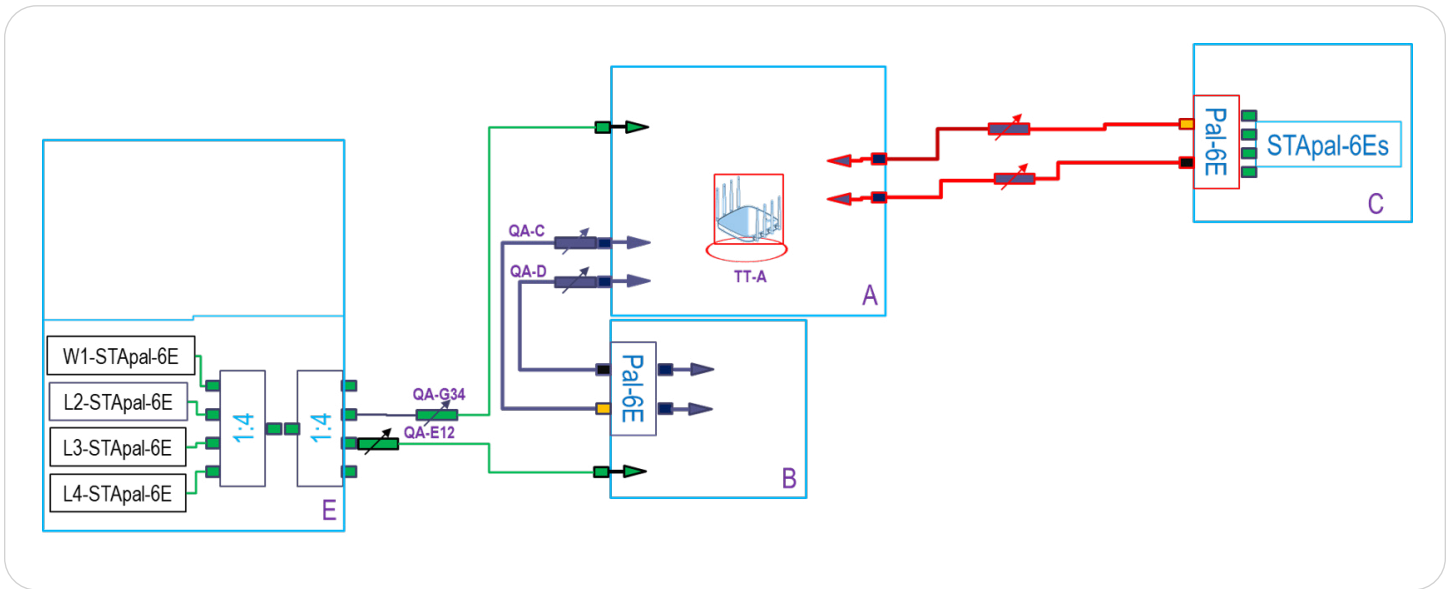 Pal-6E
STApal-6Es
C
QA-C
QA-D
TT-A
A
W1-STApal-6E
L2-STApal-6E
L3-STApal-6E
L4-STApal-6E
1:4
1:4
E
QA-G34
QA-E12
Pal-6E
B